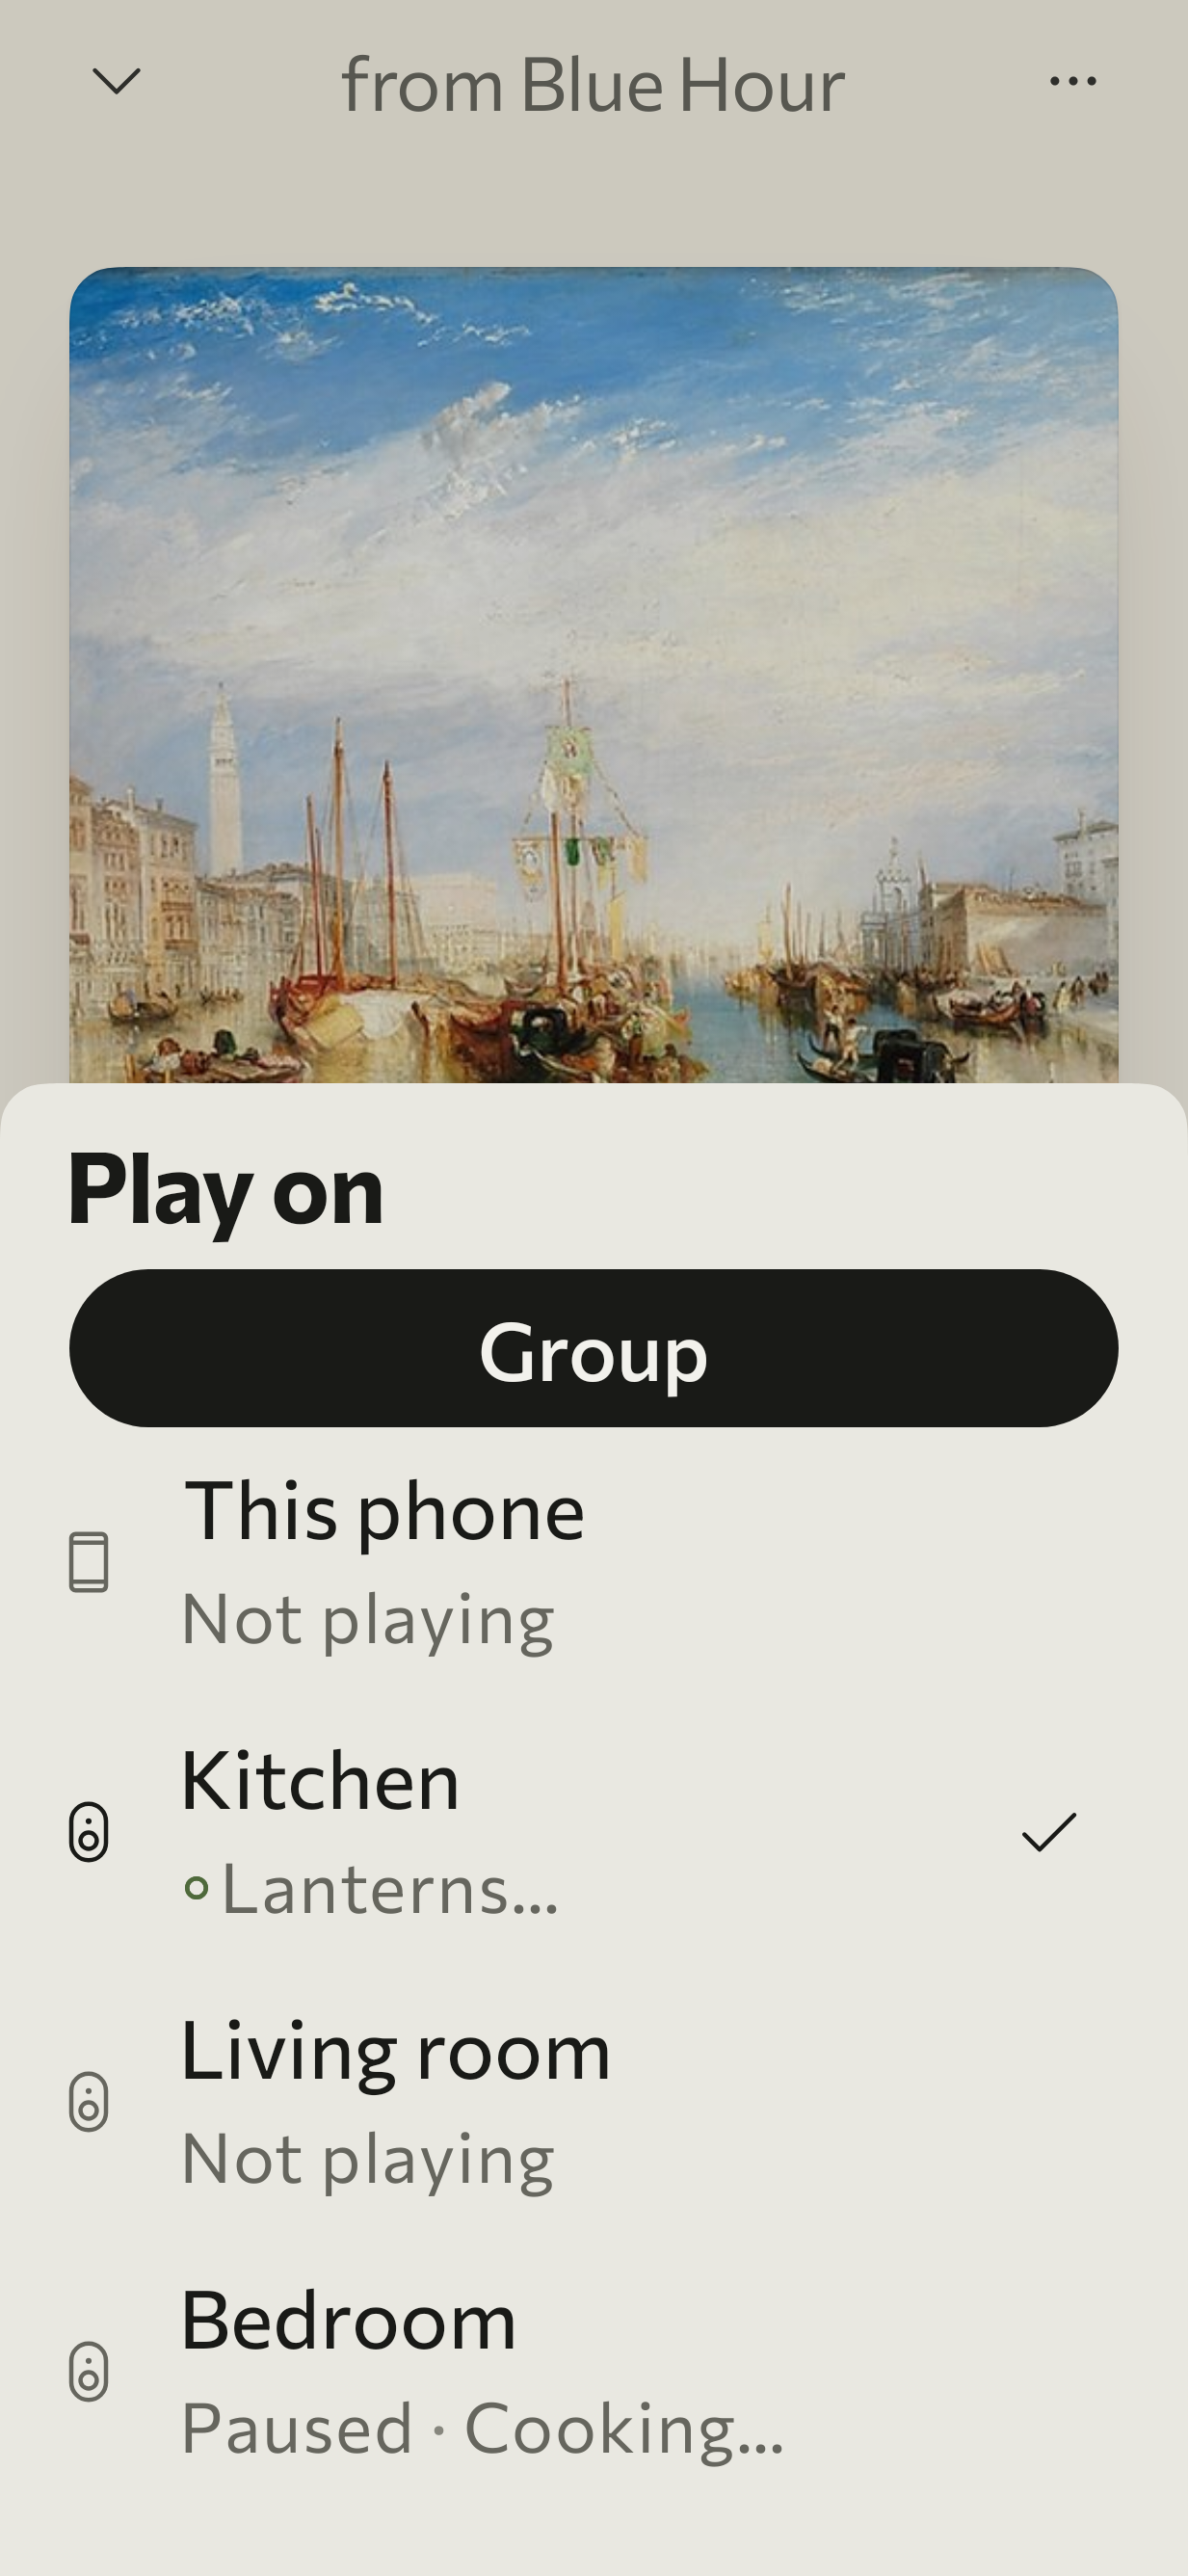 from Blue Hour
Play on
Group
This phone
Not playing
Kitchen
Lanterns…
Living room
Not playing
Bedroom
Paused · Cooking…